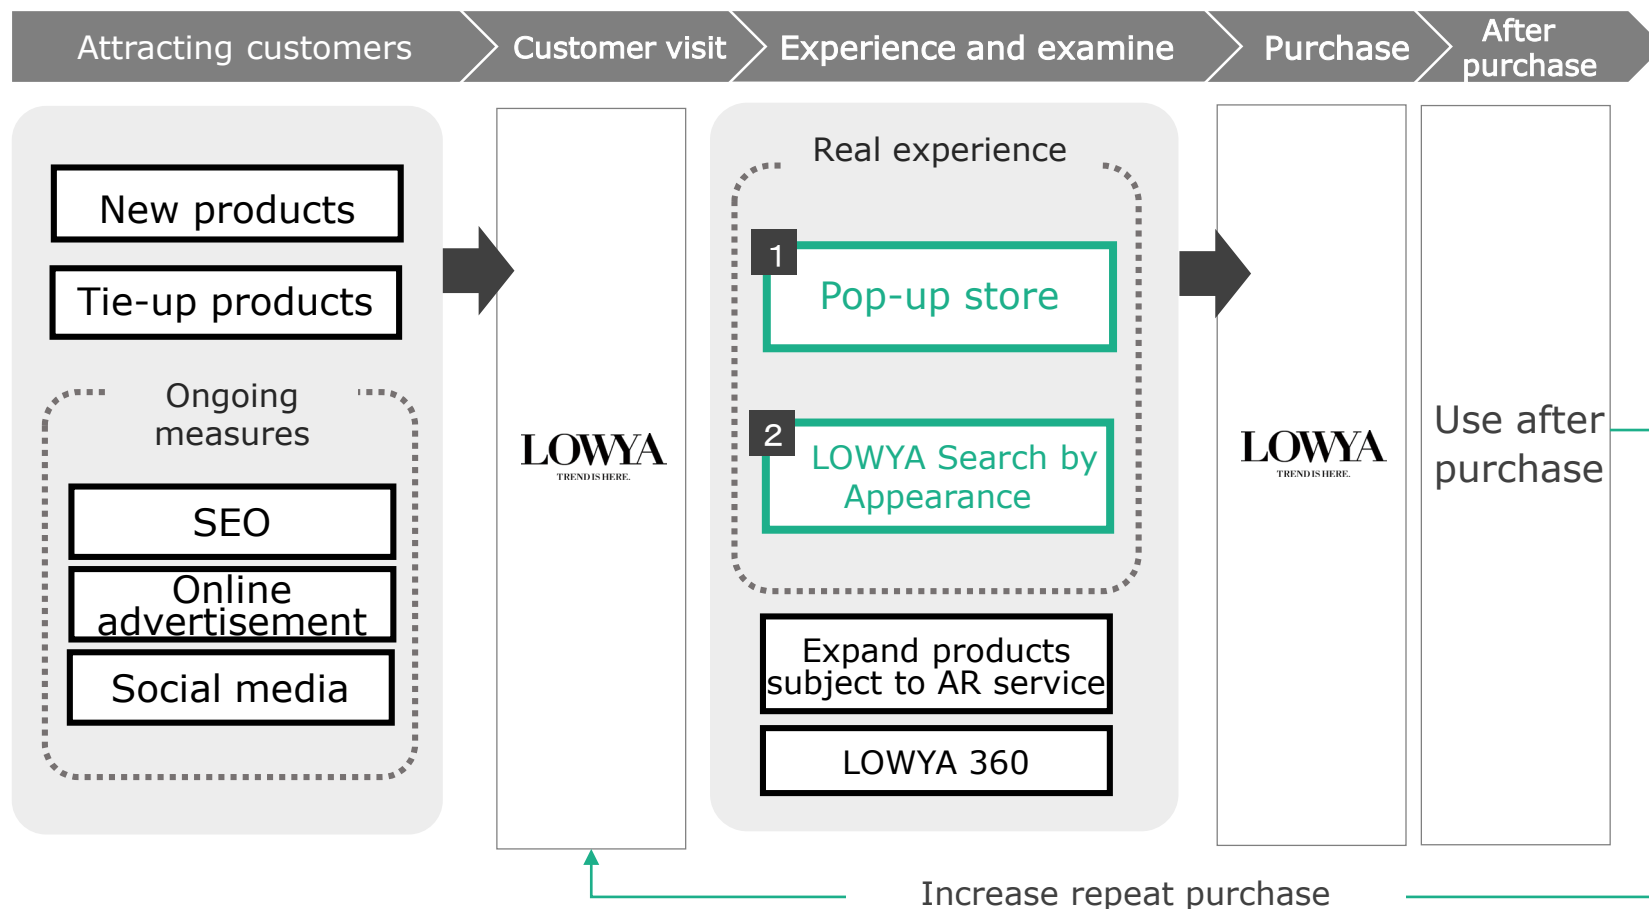 Attracting customers
Customer visit
Experience and examine
Purchase
After
purchase
New products
Tie-up products
Ongoing
measures
SEO
Online
advertisement
Social media
LOWYA
TREND IS HERE.
Real experience
1
Pop-up store
2
LOWYA Search by
Appearance
Expand products
subject to AR service
LOWYA 360
LOWYA
TREND IS HERE.
Use after
purchase
Increase repeat purchase